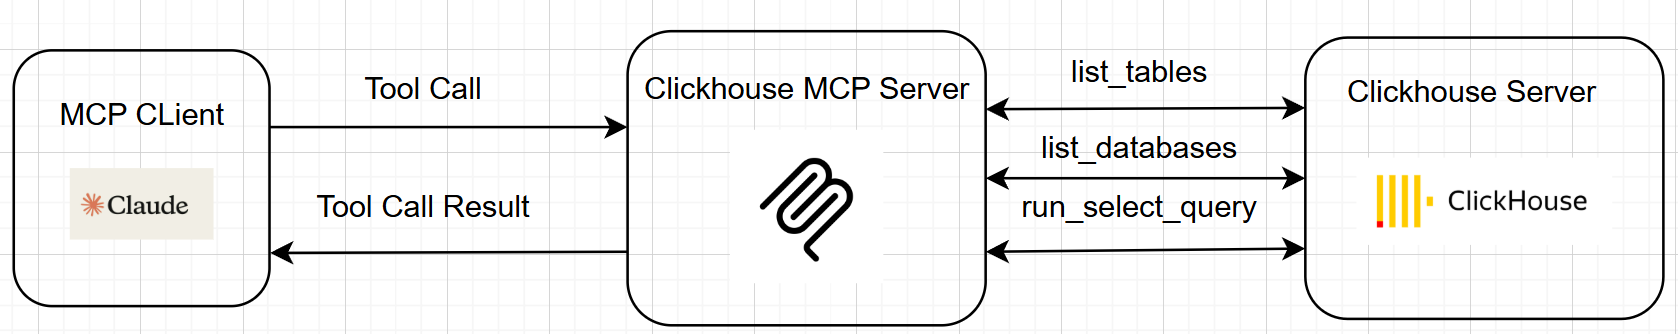 MCP CLient
Claude
Tool Call
Tool Call Result
Clickhouse MCP Server
list_tables
list_databases
run_select_query
Clickhouse Server
ClickHouse